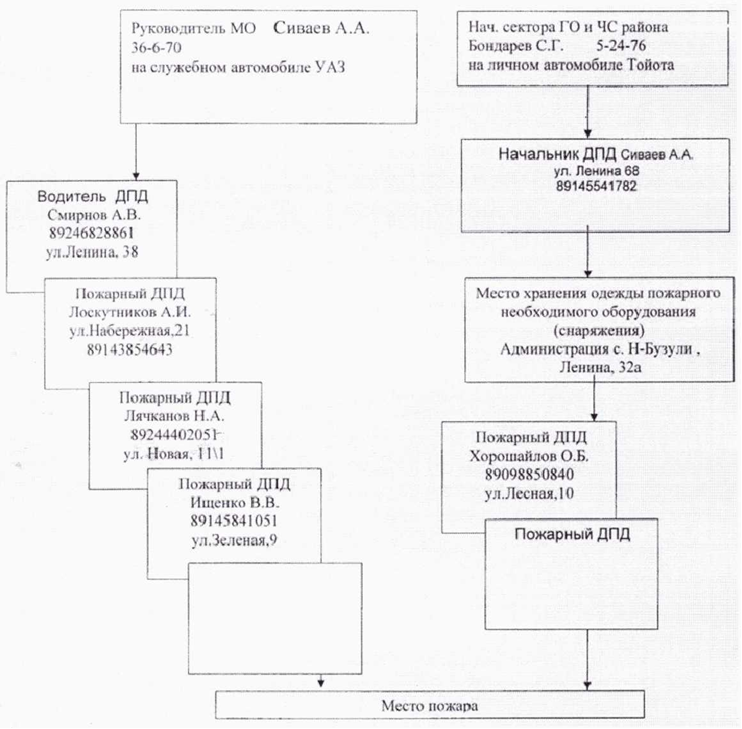 Руководитель МО Сиваев А.А.
36-6-70
на служебном автомобиле УАЗ
Нач. сектора ГО и ЧС района
Бондарев С.Г. 5-24-76
на личном автомобиле Тойота
Начальник ДПД Сиваев А.А.
ул. Ленина 68
89145541782
Водитель ДПД
Смирнов А.В.
89246828861
ул.Ленина, 38
Пожарный ДПД
Лоскутников А.И.
ул.Набережная,21
89143854643
Место хранения одежды пожарного
необходимого оборудования
(снаряжения)
Администрация с. Н-Бузули ,
Ленина, 32а
Пожарный ДПД
Лячканов Н.А.
89244402051
ул. Новая, 11\1
Пожарный ДПД
Хорошайлов О.Б.
89098850840
ул.Лесная,10
Пожарный ДПД
Ищенко В.В.
89145841051
ул.Зеленая,9
Пожарный ДПД
Место пожара